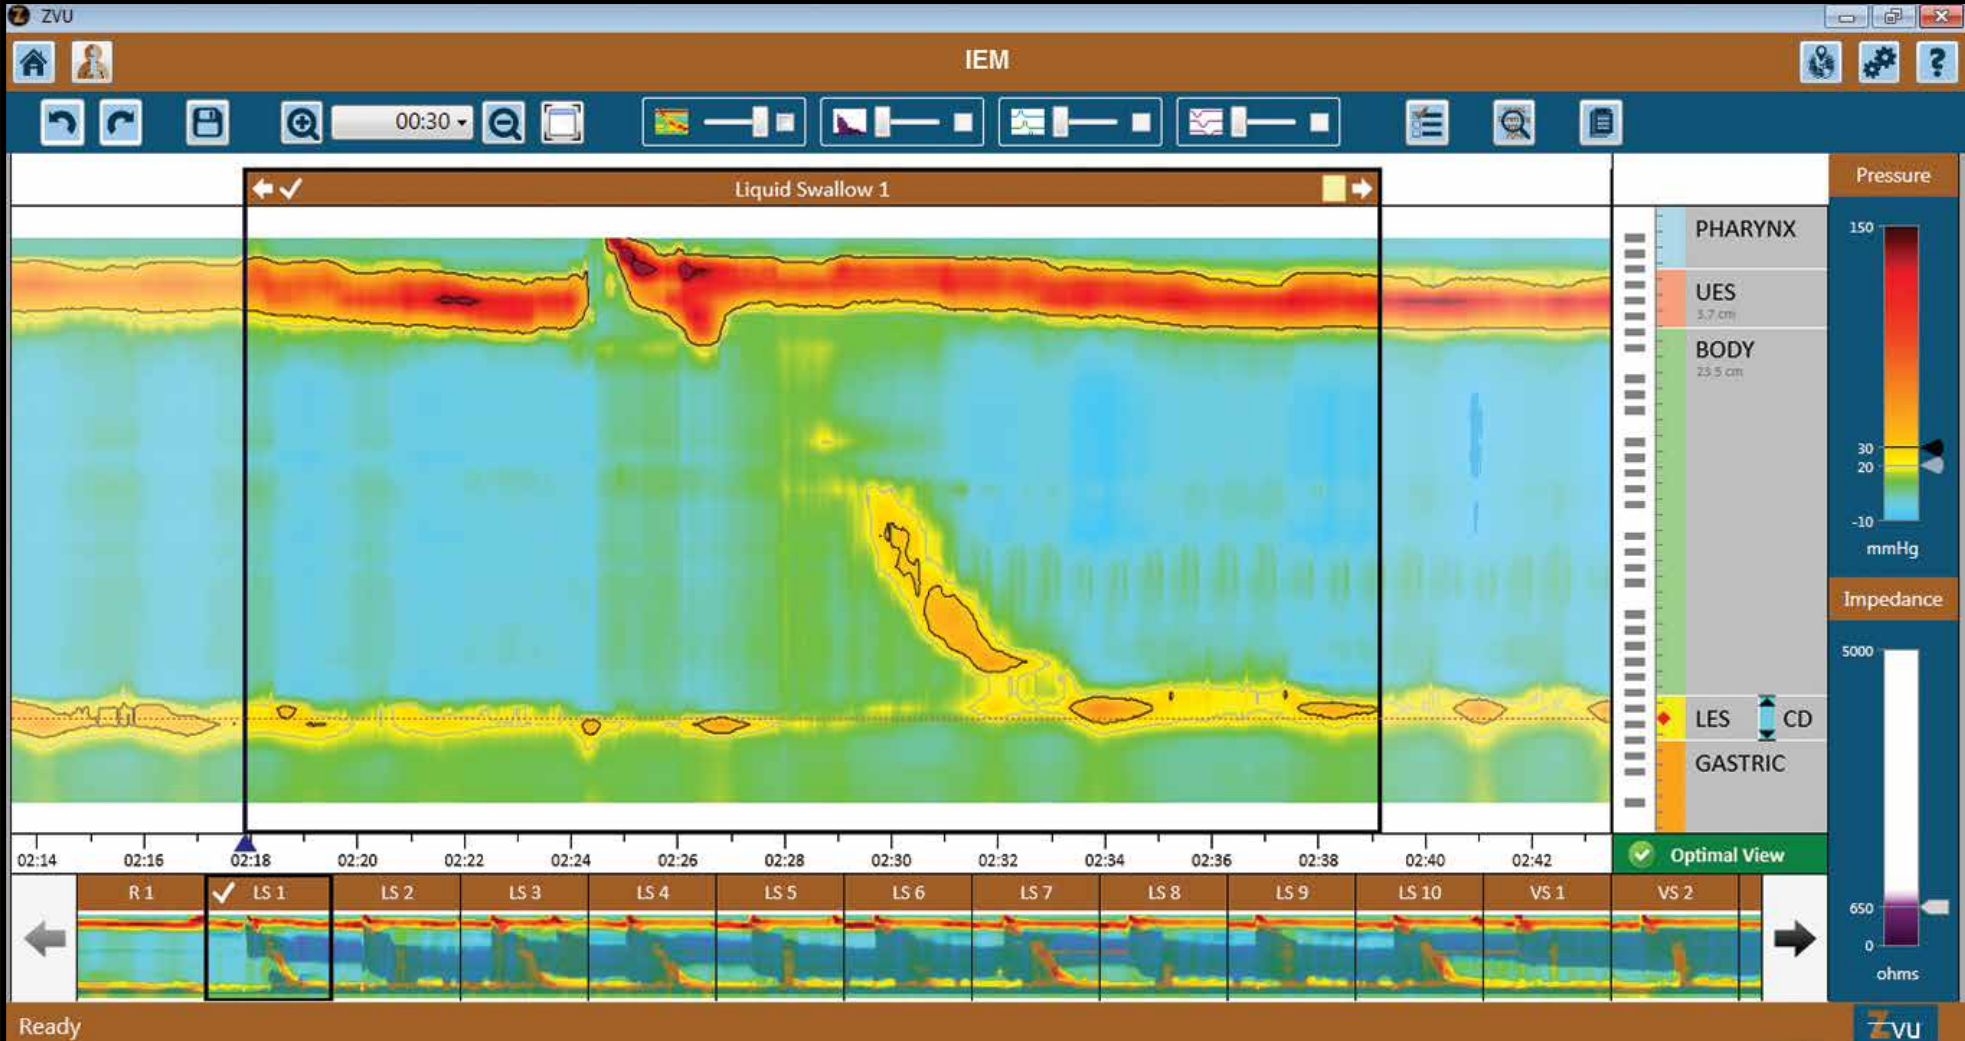 ZVU
IEM
00:30
Liquid Swallow 1
Pressure
PHARYNX
150
UES
3.7 cm
BODY
23.5 cm
30
20
-10
mmHg
Impedance
5000
LES CD
GASTRIC
02:14 02:16 02:18 02:20 02:22 02:24 02:26 02:28 02:30 02:32 02:34 02:36 02:38 02:40 02:42
Optimal View
R 1 LS 1 LS 2 LS 3 LS 4 LS 5 LS 6 LS 7 LS 8 LS 9 LS 10 VS 1 VS 2
650
0
ohms
Ready
ZVU